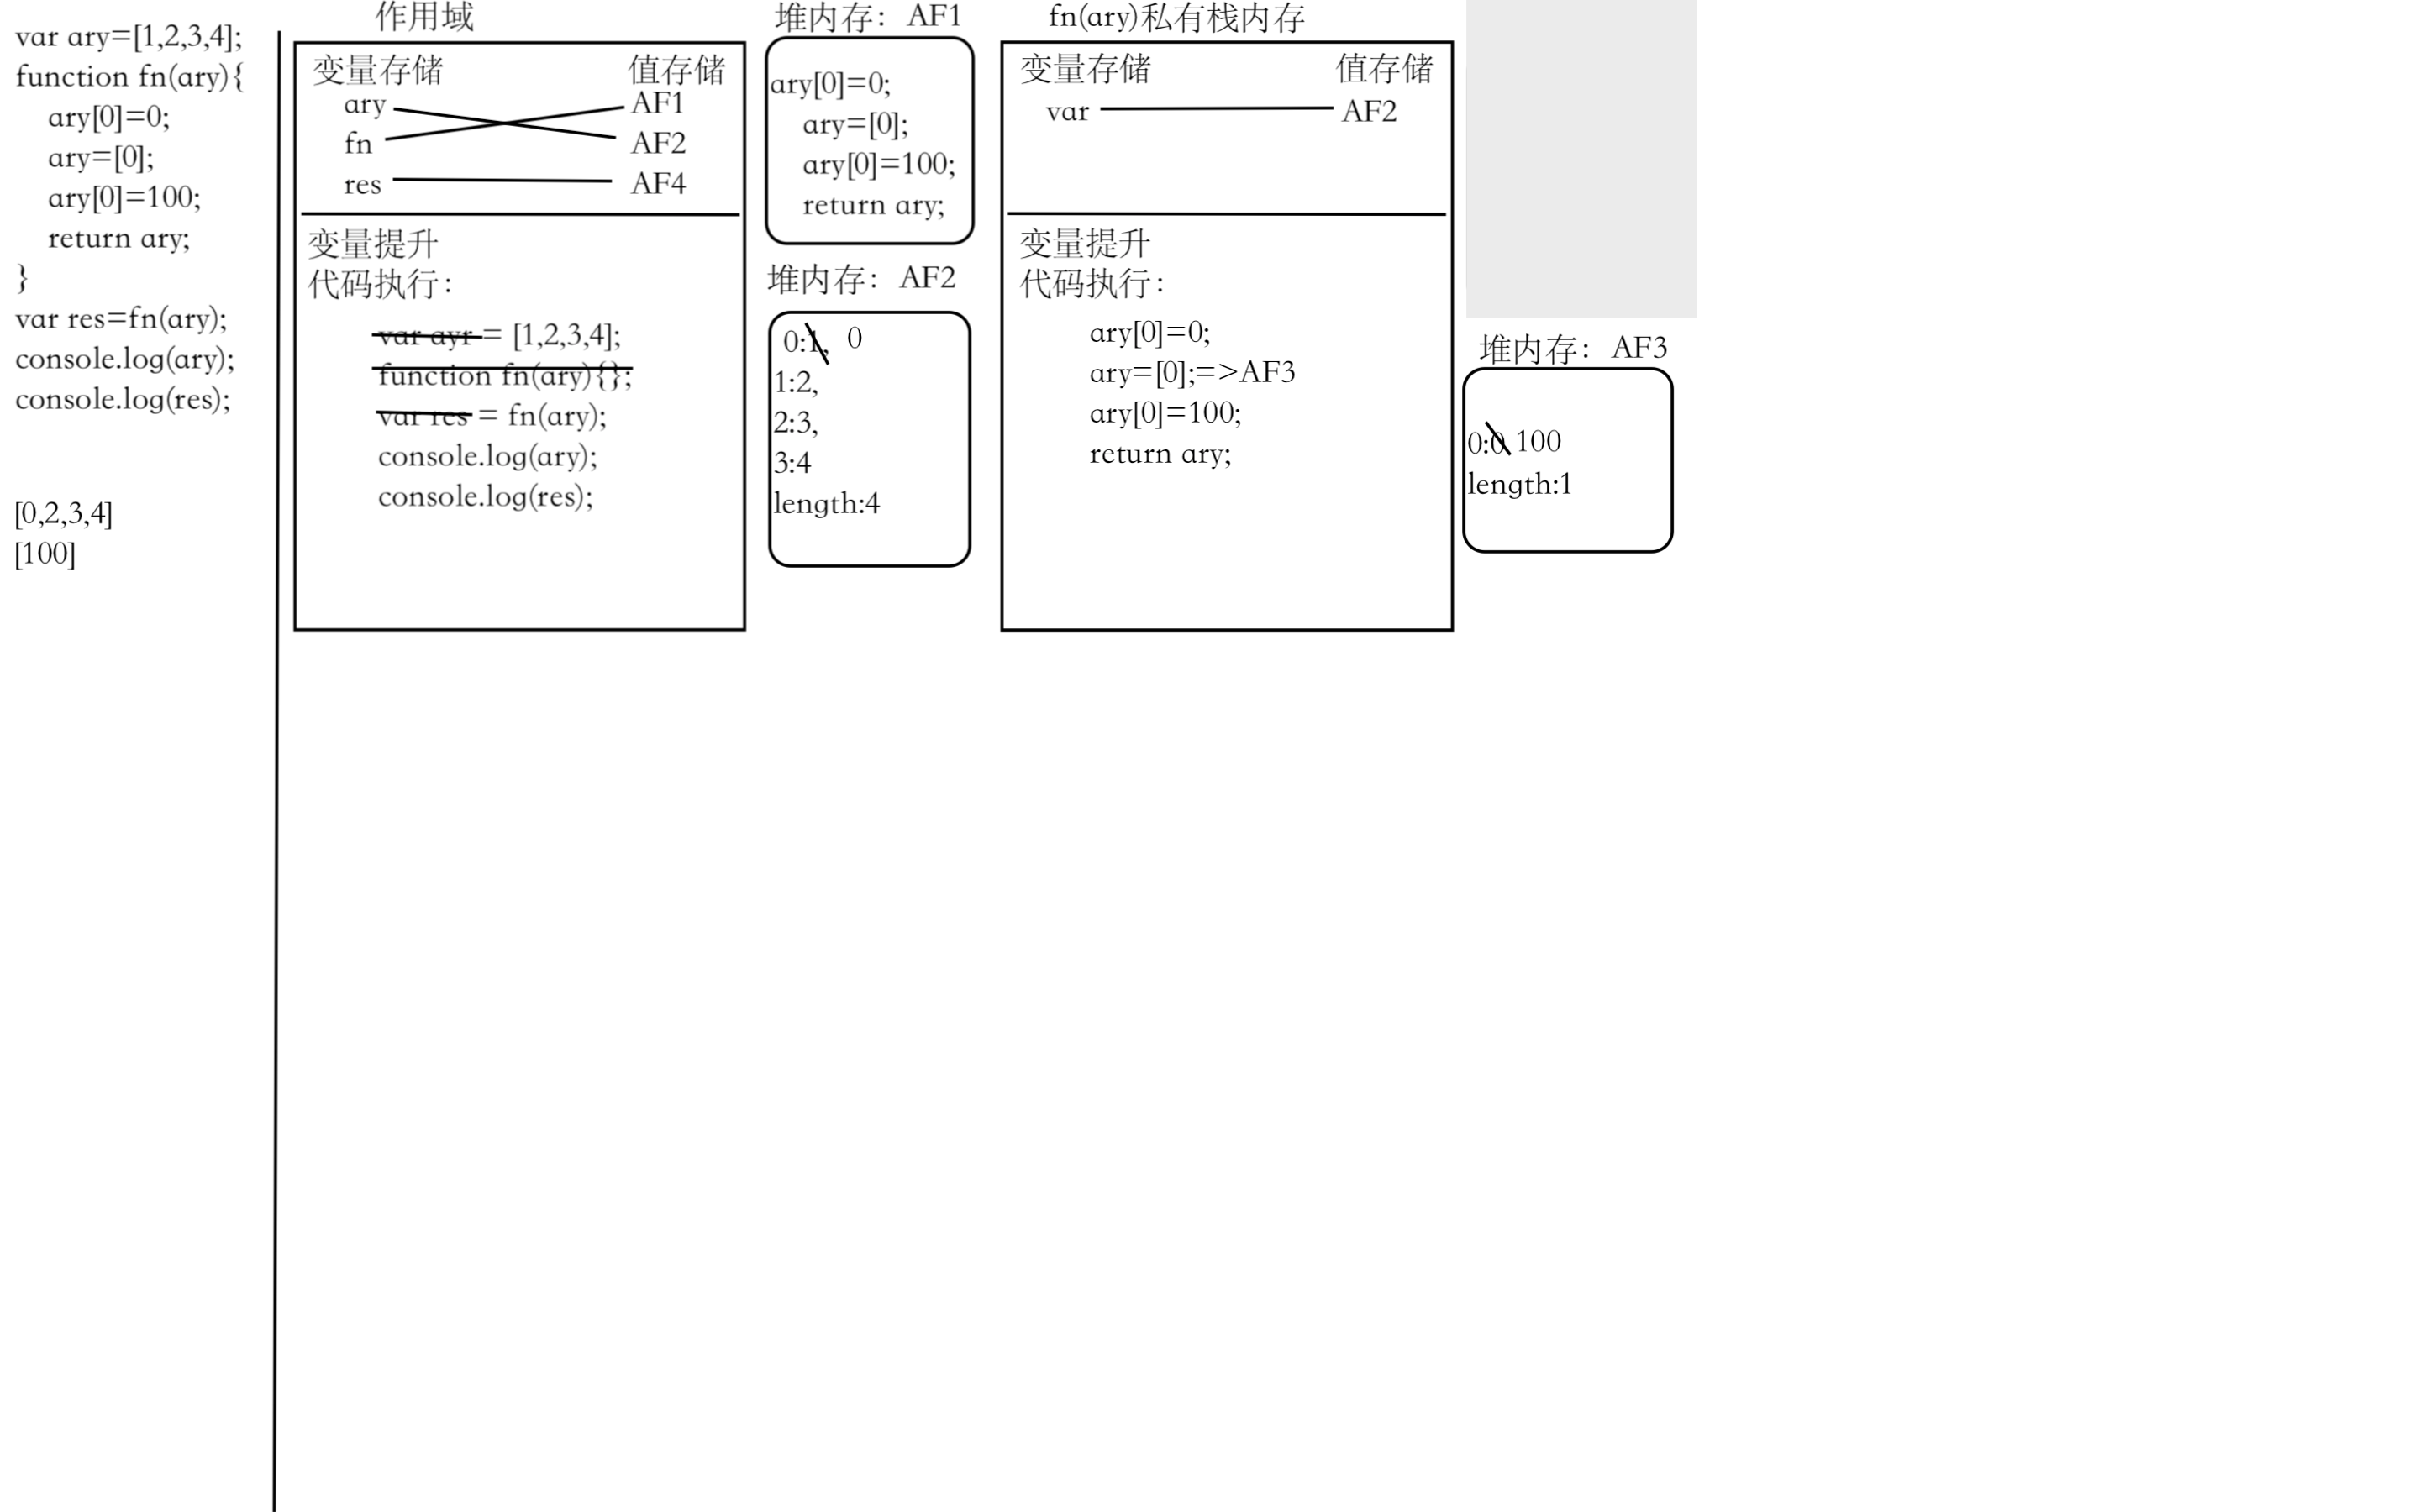 var ary=[1,2,3,4];
function fn(ary){
ary[0]=0;
ary=[0];
ary[0]=100;
return ary;
}
var res=fn(ary);
console.log(ary);
console.log(res);
[0,2,3,4]
[100]
作用域
变量存储 值存储
ary AF1
fn AF2
res AF4
变量提升
代码执行:
var ayr = [1,2,3,4];
function fn(ary){};
var res = fn(ary);
console.log(ary);
console.log(res);
堆内存: AF1
ary[0]=0;
ary=[0];
ary[0]=100;
return ary;
堆内存: AF2
0:1, 0
1:2,
2:3,
3:4
length:4
fn(ary)私有栈内存
变量存储 值存储
var AF2
变量提升
代码执行:
ary[0]=0;
ary=[0];=>AF3
ary[0]=100;
return ary;
堆内存: AF3
0:0 100
length:1